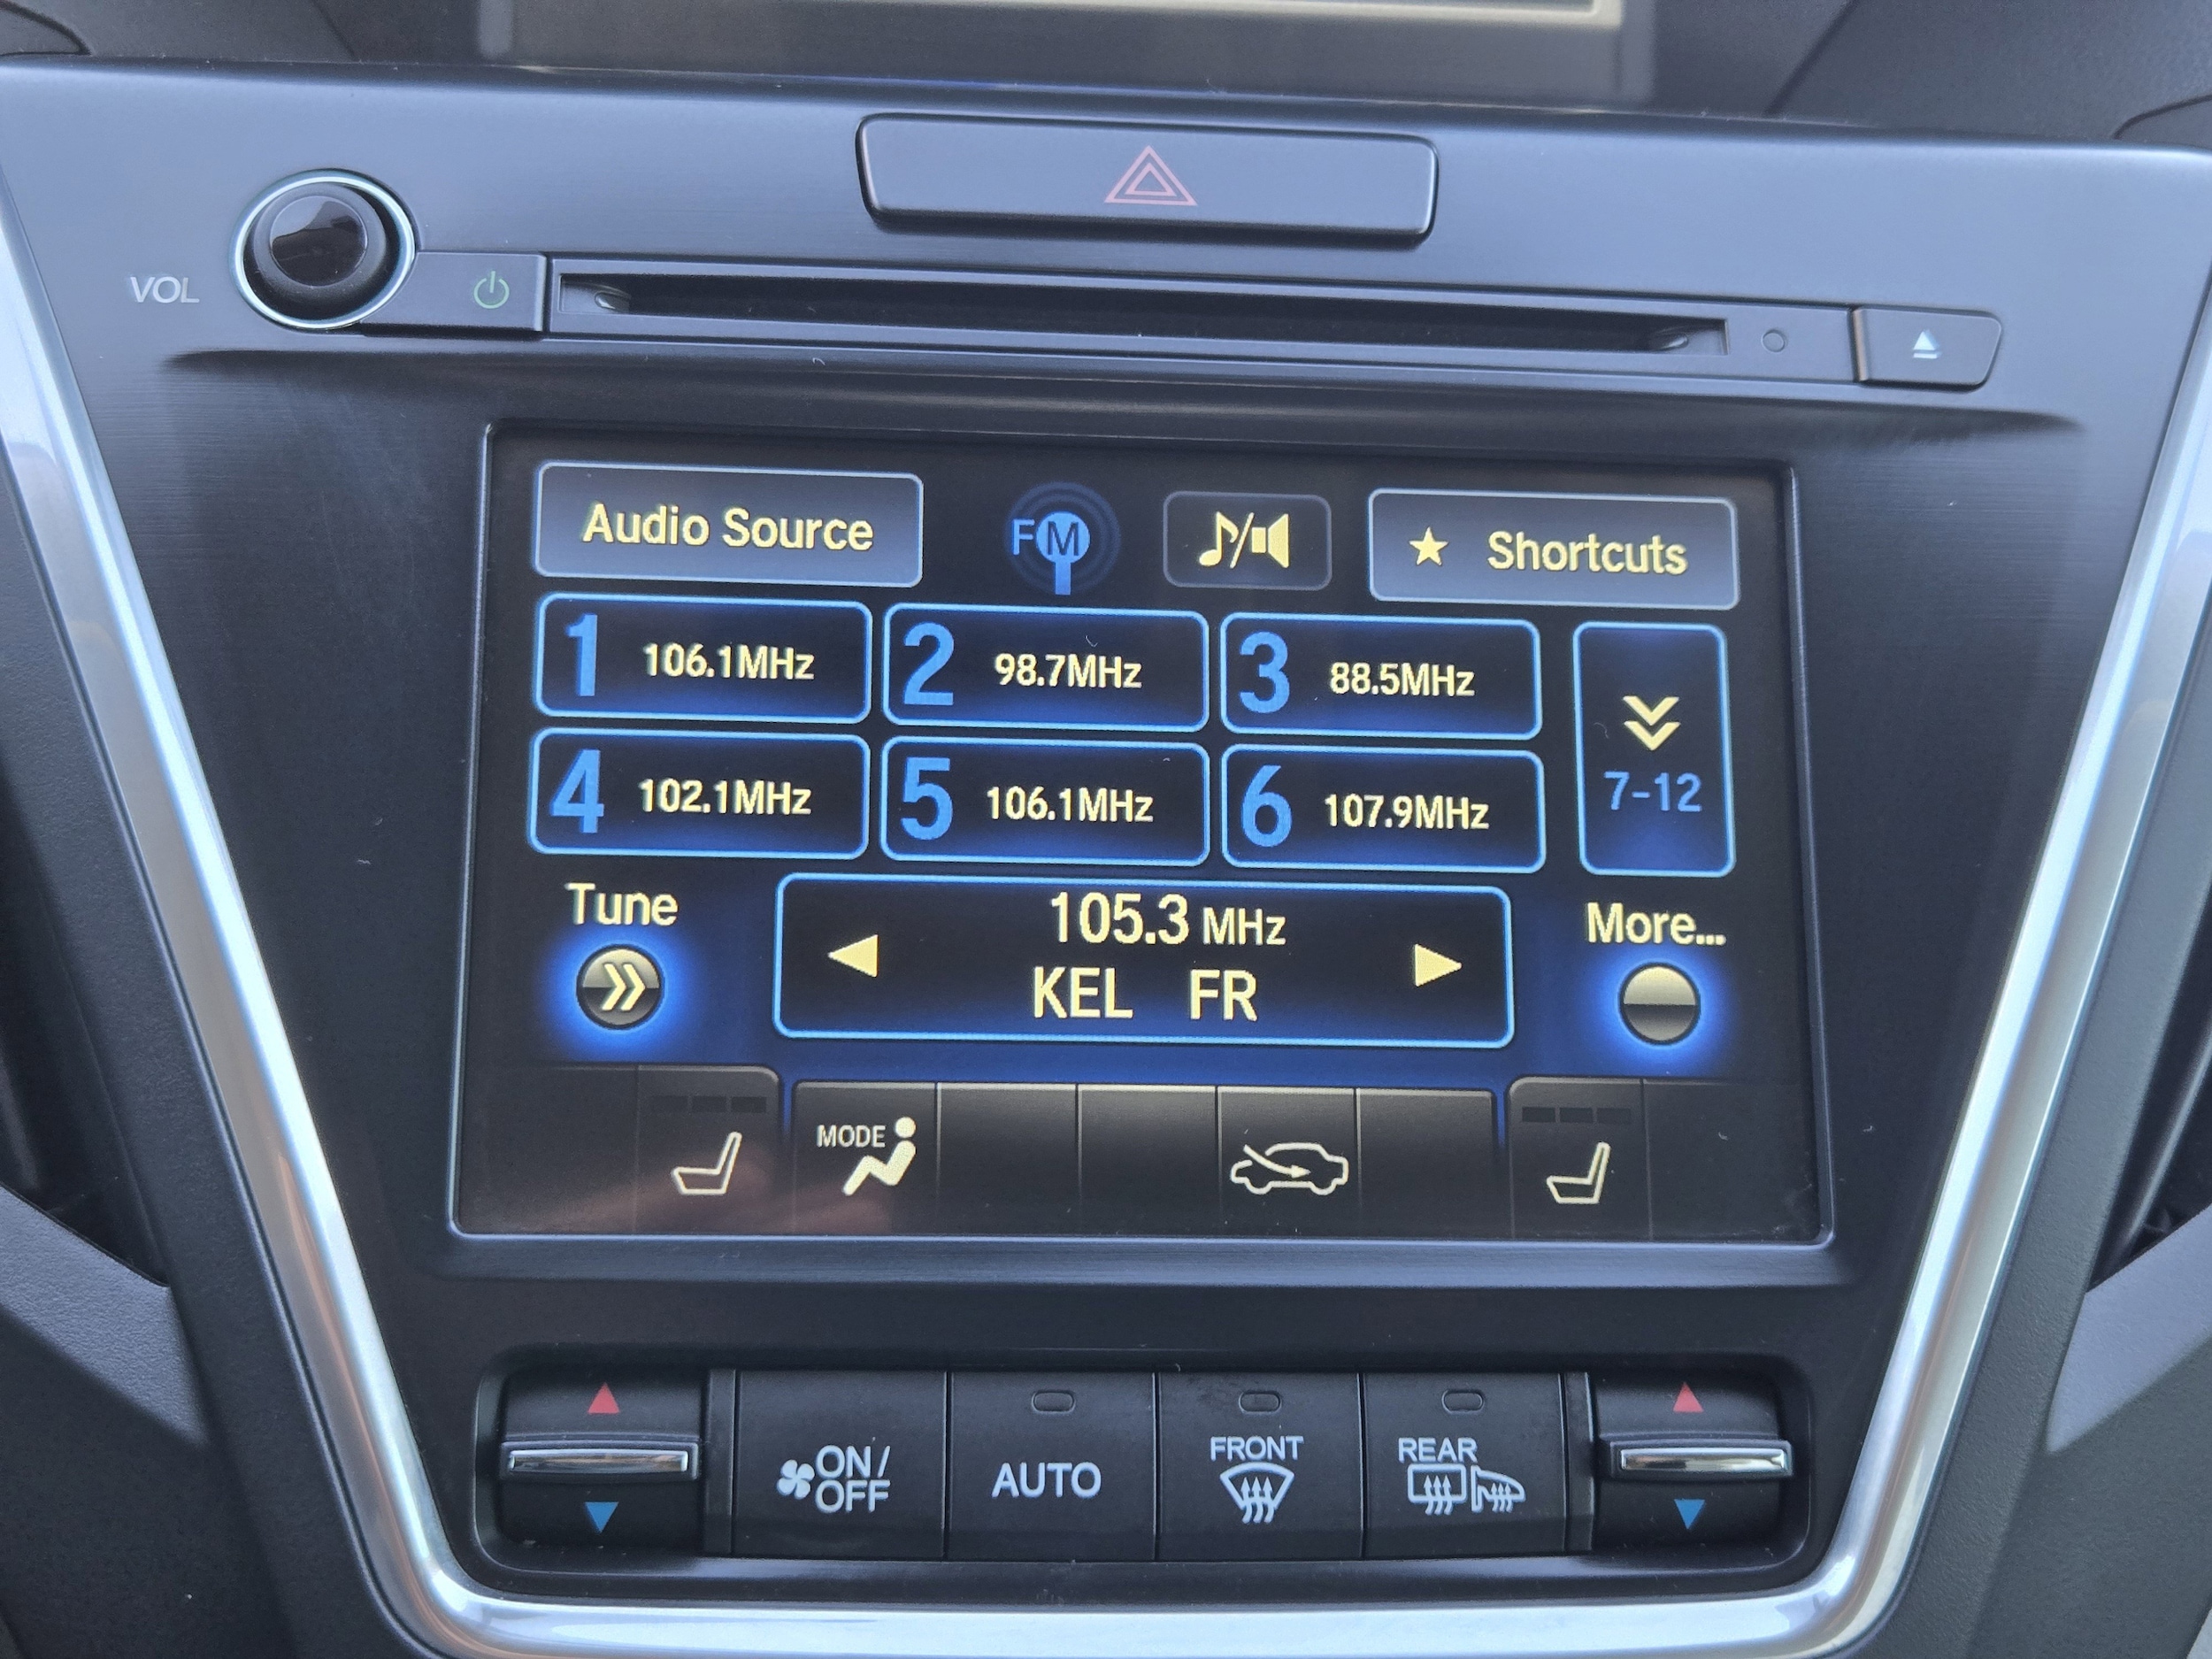 VOL
Audio Source
FM
Shortcuts
1 106.1MHz
2 98.7MHz
3 88.5MHz
4 102.1MHz
5 106.1MHz
6 107.9MHz
7-12
Tune
105.3 MHz
KEL FR
More...
MODE
ON/
OFF
AUTO
FRONT
REAR